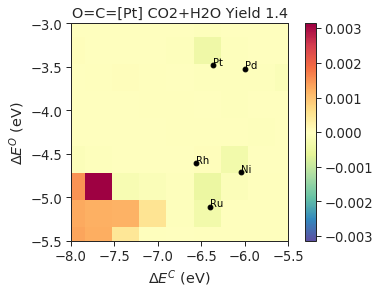 O=C=[Pt] CO2+H2O Yield 1.4
−3.0
−3.5
−4.0
−4.5
−5.0
−5.5
ΔE^O (eV)
Pt
Pd
Rh
Ni
Ru
−8.0 −7.5 −7.0 −6.5 −6.0 −5.5
ΔE^C (eV)
0.003
0.002
0.001
0.000
−0.001
−0.002
−0.003